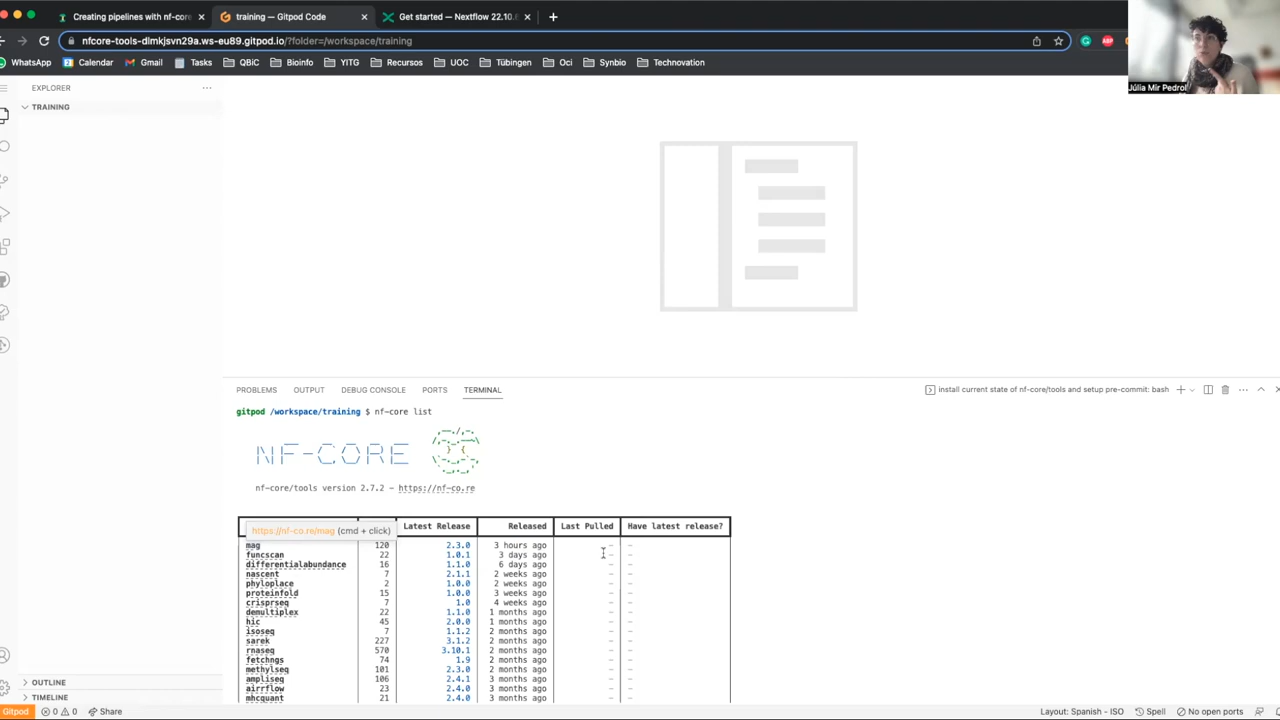 Creating pipelines with nf-core
training — Gitpod Code
Get started — Nextflow 22.10.
nfcore-tools-dlmkjsvn29a.ws-eu89.gitpod.io/?folder=/workspace/training
WhatsApp
Calendar
Gmail
Tasks
QBiC
Bioinfo
YITG
Recursos
UOC
Tübingen
Oci
Synbio
Technovation
ABP
Júlia Mir Pedrol
EXPLORER
TRAINING
PROBLEMS OUTPUT DEBUG CONSOLE PORTS TERMINAL
install current state of nf-core/tools and setup pre-commit: bash
gitpod /workspace/training $ nf-core list
NF-CORE
nf-core/tools version 2.7.2 - https://nf-co.re
https://nf-co.re/mag (cmd + click)
Latest Release Released Last Pulled Have latest release?
mag 120 2.3.0 3 hours ago – –
funcscan 22 1.0.1 3 days ago – –
differentialabundance 16 1.1.0 6 days ago – –
nascent 7 2.1.1 2 weeks ago – –
phyloplace 2 1.0.0 2 weeks ago – –
proteinfold 15 1.0.0 3 weeks ago – –
crisprseq 7 1.0 4 weeks ago – –
demultiplex 22 1.1.0 1 months ago – –
hic 45 2.0.0 1 months ago – –
isoseq 7 1.1.2 2 months ago – –
sarek 227 3.1.2 2 months ago – –
rnaseq 570 3.10.1 2 months ago – –
fetchngs 74 1.9 2 months ago – –
methylseq 101 2.3.0 2 months ago – –
ampliseq 106 2.4.1 3 months ago – –
airrflow 23 2.4.0 3 months ago – –
mhcquant 21 2.4.0 3 months ago – –
OUTLINE
TIMELINE
Gitpod 0 0 Share
Layout: Spanish - ISO Spell No open ports